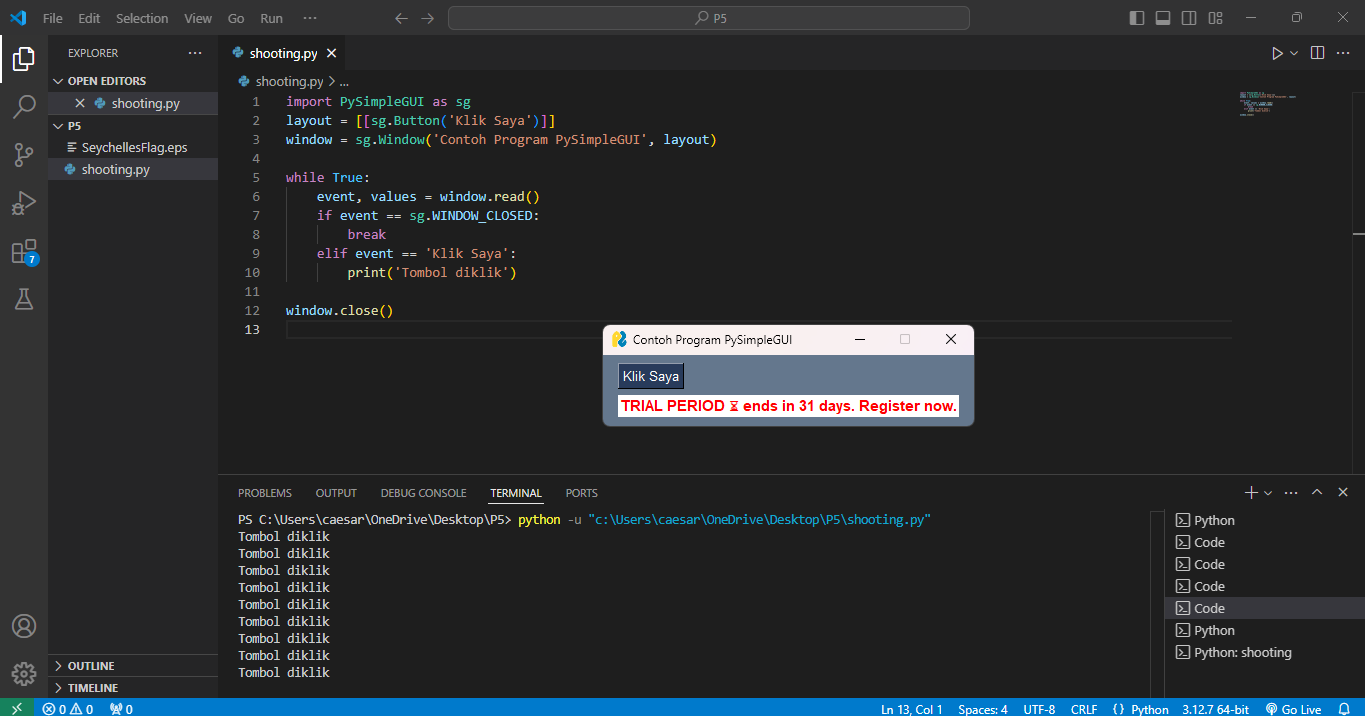 File Edit Selection View Go Run ···
P5
EXPLORER ···
OPEN EDITORS
shooting.py
P5
SeychellesFlag.eps
shooting.py
7
OUTLINE
TIMELINE
shooting.py
shooting.py > ...
1 import PySimpleGUI as sg
2 layout = [[sg.Button('Klik Saya')]]
3 window = sg.Window('Contoh Program PySimpleGUI', layout)
4
5 while True:
6 event, values = window.read()
7 if event == sg.WINDOW_CLOSED:
8 break
9 elif event == 'Klik Saya':
10 print('Tombol diklik')
11
12 window.close()
13
Contoh Program PySimpleGUI
Klik Saya
TRIAL PERIOD ⌛ ends in 31 days. Register now.
PROBLEMS OUTPUT DEBUG CONSOLE TERMINAL PORTS
PS C:\Users\caesar\OneDrive\Desktop\P5> python -u "c:\Users\caesar\OneDrive\Desktop\P5\shooting.py"
Tombol diklik
Tombol diklik
Tombol diklik
Tombol diklik
Tombol diklik
Tombol diklik
Tombol diklik
Tombol diklik
Tombol diklik
Python
Code
Code
Code
Code
Python
Python: shooting
0 0 0 Ln 13, Col 1 Spaces: 4 UTF-8 CRLF {} Python 3.12.7 64-bit Go Live